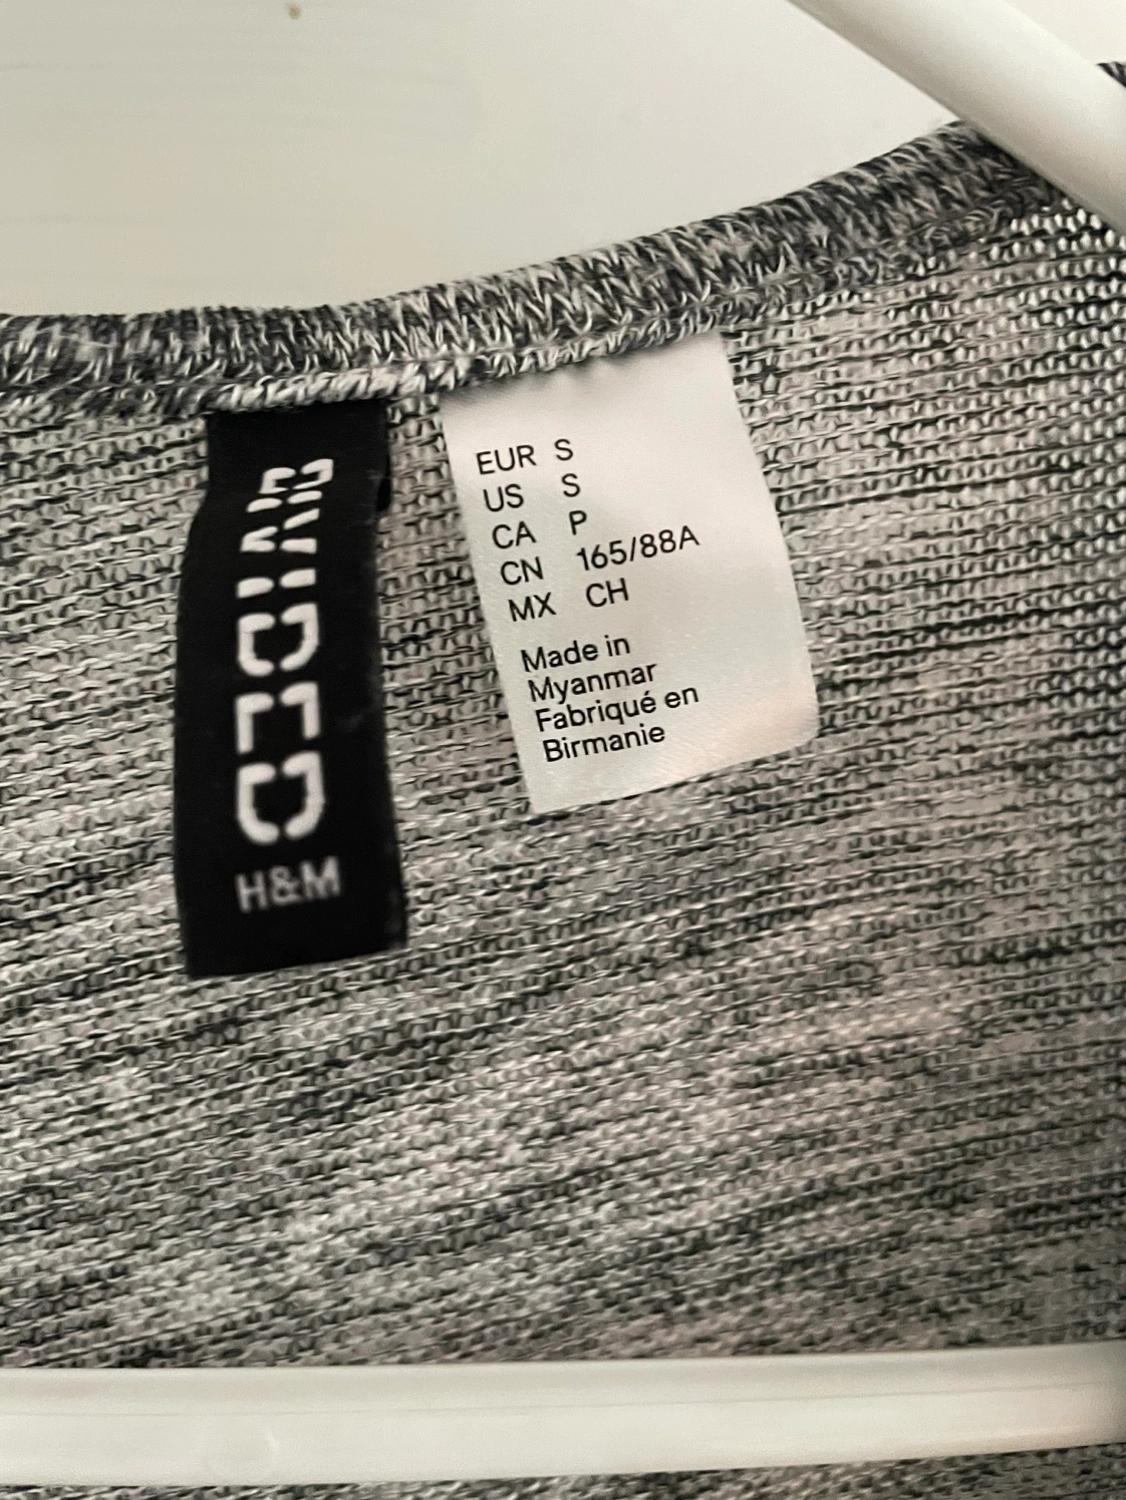 DIVIDED
H&M
EUR S
US S
CA P
CN 165/88A
MX CH
Made in
Myanmar
Fabriqué en
Birmanie